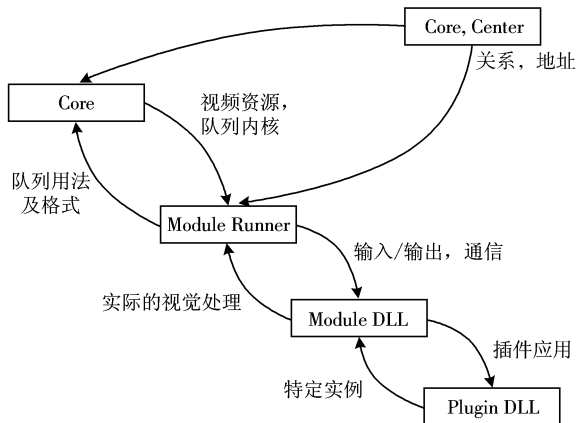 Core, Center
关系，地址
Core
视频资源，
队列内核
队列用法
及格式
Module Runner
输入/输出，通信
实际的视觉处理
Module DLL
插件应用
特定实例
Plugin DLL